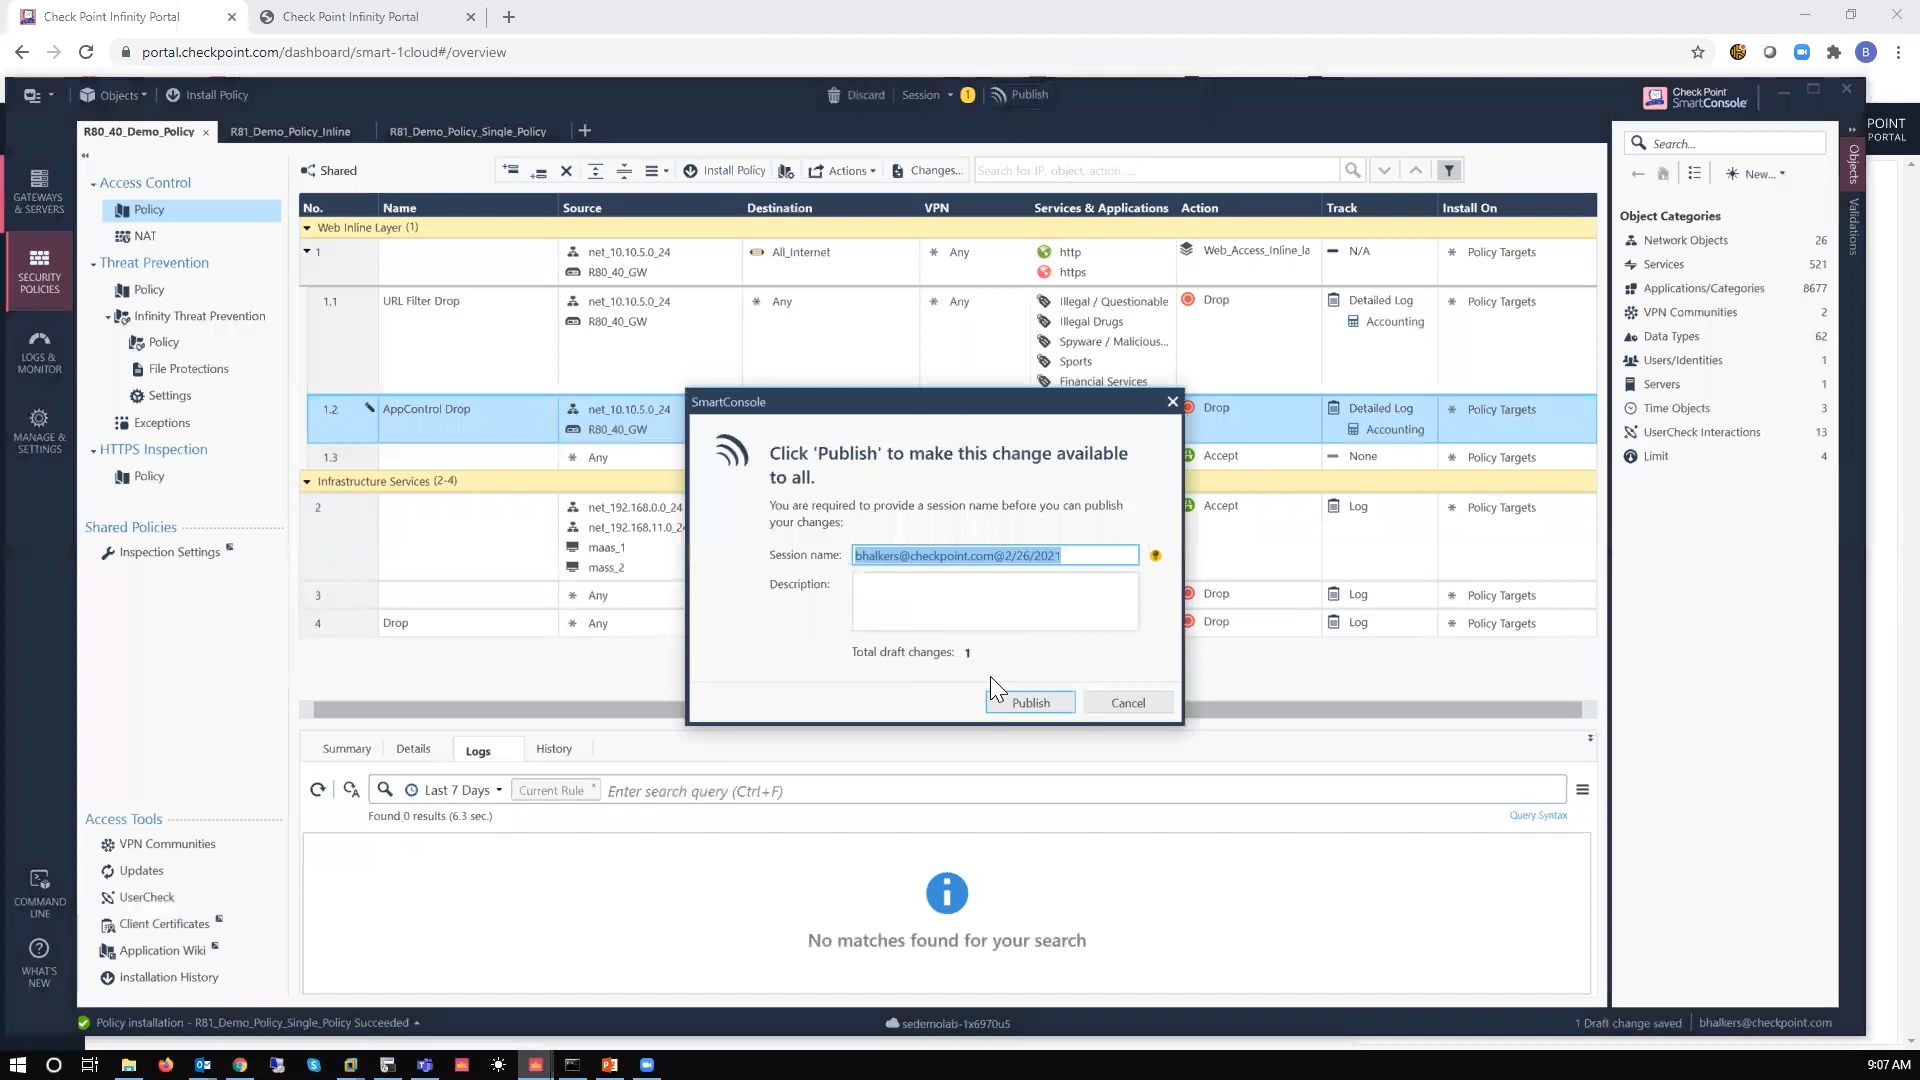 Check Point Infinity Portal
Check Point Infinity Portal
portal.checkpoint.com/dashboard/smart-1cloud#/overview
B
Objects
Install Policy
Discard
Session
1
Publish
Check Point
SmartConsole
POINT
PORTAL
R80_40_Demo_Policy
R81_Demo_Policy_Inline
R81_Demo_Policy_Single_Policy
Search...
Objects
Validations
GATEWAYS
& SERVERS
SECURITY
POLICIES
LOGS &
MONITOR
MANAGE &
SETTINGS
COMMAND
LINE
WHAT'S
NEW
Access Control
Policy
NAT
Threat Prevention
Policy
Infinity Threat Prevention
Policy
File Protections
Settings
Exceptions
HTTPS Inspection
Policy
Shared Policies
Inspection Settings
Access Tools
VPN Communities
Updates
UserCheck
Client Certificates
Application Wiki
Installation History
Shared
Install Policy
Actions
Changes...
Search for IP, object, action, ...
No. Name Source Destination VPN Services & Applications Action Track Install On
Web Inline Layer (1)
1 net_10.10.5.0_24 All_Internet Any http Web_Access_Inline_la N/A Policy Targets
R80_40_GW https
1.1 URL Filter Drop net_10.10.5.0_24 Any Any Illegal / Questionable Drop Detailed Log Policy Targets
R80_40_GW Illegal Drugs Accounting
Spyware / Malicious...
Sports
Financial Services
1.2 AppControl Drop net_10.10.5.0_24 Drop Detailed Log Policy Targets
R80_40_GW Accounting
1.3 Any Accept None Policy Targets
Infrastructure Services (2-4)
2 net_192.168.0.0_24 Accept Log Policy Targets
net_192.168.11.0_24
maas_1
mass_2
3 Any Drop Log Policy Targets
4 Drop Any Drop Log Policy Targets
SmartConsole
Click 'Publish' to make this change available
to all.
You are required to provide a session name before you can publish
your changes:
Session name: bhalkers@checkpoint.com@2/26/2021
Description:
Total draft changes: 1
Publish
Cancel
Summary
Details
Logs
History
Last 7 Days
Current Rule
Enter search query (Ctrl+F)
Found 0 results (6.3 sec.)
Query Syntax
No matches found for your search
New...
Object Categories
Network Objects 26
Services 521
Applications/Categories 8677
VPN Communities 2
Data Types 62
Users/Identities 1
Servers 1
Time Objects 3
UserCheck Interactions 13
Limit 4
Policy installation - R81_Demo_Policy_Single_Policy Succeeded
sedemolab-1x6970u5
1 Draft change saved
bhalkers@checkpoint.com
9:07 AM